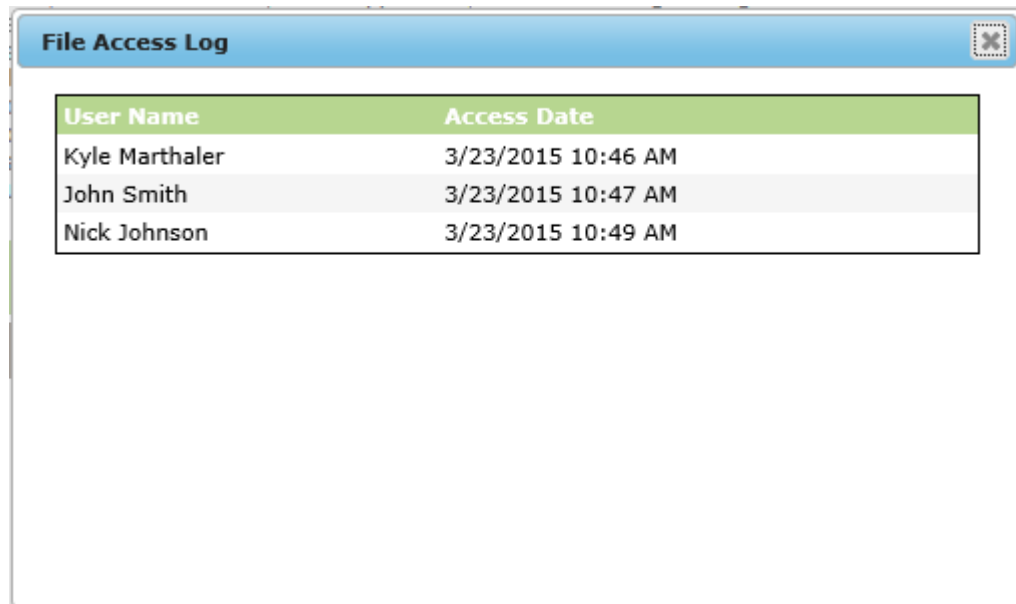 File Access Log
User Name Access Date
Kyle Marthaler 3/23/2015 10:46 AM
John Smith 3/23/2015 10:47 AM
Nick Johnson 3/23/2015 10:49 AM